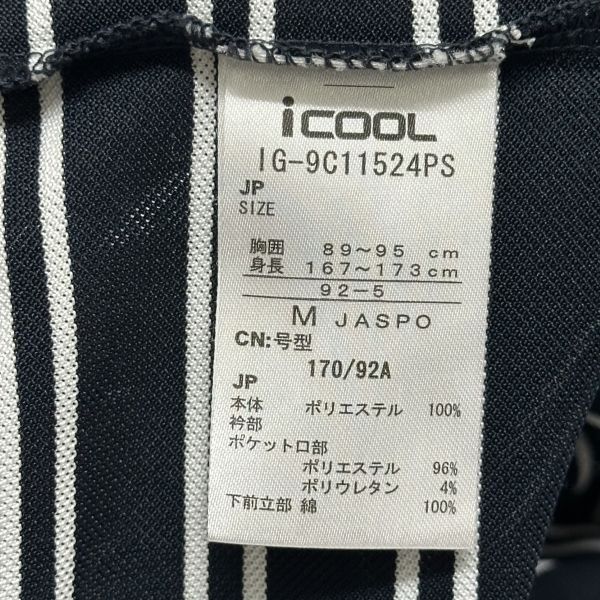 iCOOL
IG-9C11524PS
JP
SIZE
胸囲 89～95 cm
身長 167～173cm
92-5
M JASPO
CN:号型
170/92A
JP
本体 ポリエステル 100%
衿部
ポケット口部
ポリエステル 96%
ポリウレタン 4%
下前立部 綿 100%